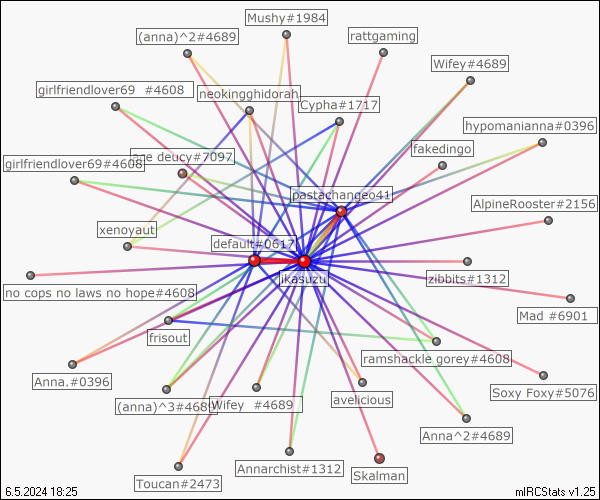 Mushy#1984
(anna)^2#4689
rattgaming
Wifey#4689
girlfriendlover69 #4608
neokingghidorah
Cypha#1717
hypomanianna#0396
fakedingo
girlfriendlover69#4608
deucy#7097
pastachangeo41
AlpineRooster#2156
xenoyaut
default#0617
ikasuzu
zibbits#1312
no cops no laws no hope#4608
Mad #6901
frisout
ramshackle gorey#4608
Anna.#0396
Soxy Foxy#5076
(anna)^3#4689
Wifey #4689
avelicious
Anna^2#4689
Annarchist#1312
Skalman
Toucan#2473
6.5.2024 18:25
mIRCStats v1.25